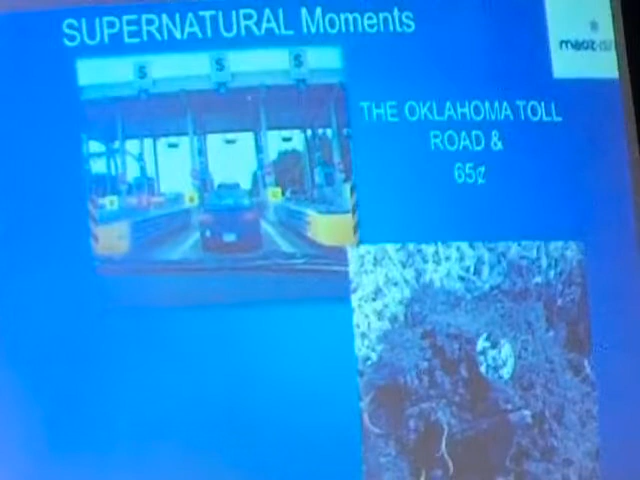 SUPERNATURAL Moments
S S S
THE OKLAHOMA TOLL
ROAD &
65¢